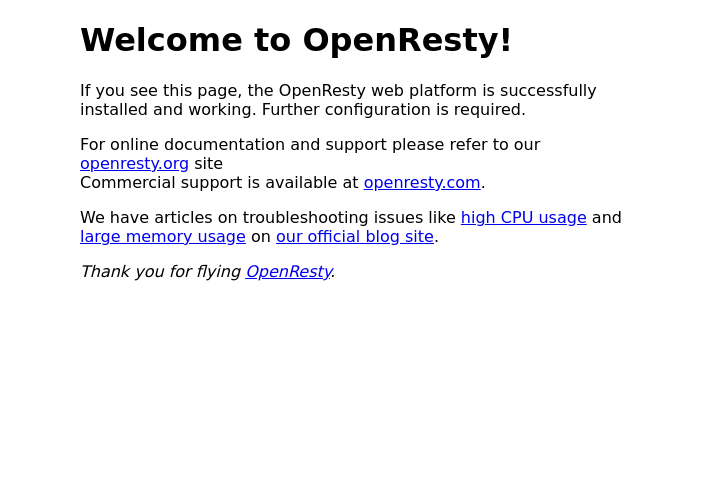 Welcome to OpenResty!
If you see this page, the OpenResty web platform is successfully
installed and working. Further configuration is required.
For online documentation and support please refer to our
openresty.org site
Commercial support is available at openresty.com.
We have articles on troubleshooting issues like high CPU usage and
large memory usage on our official blog site.
Thank you for flying OpenResty.